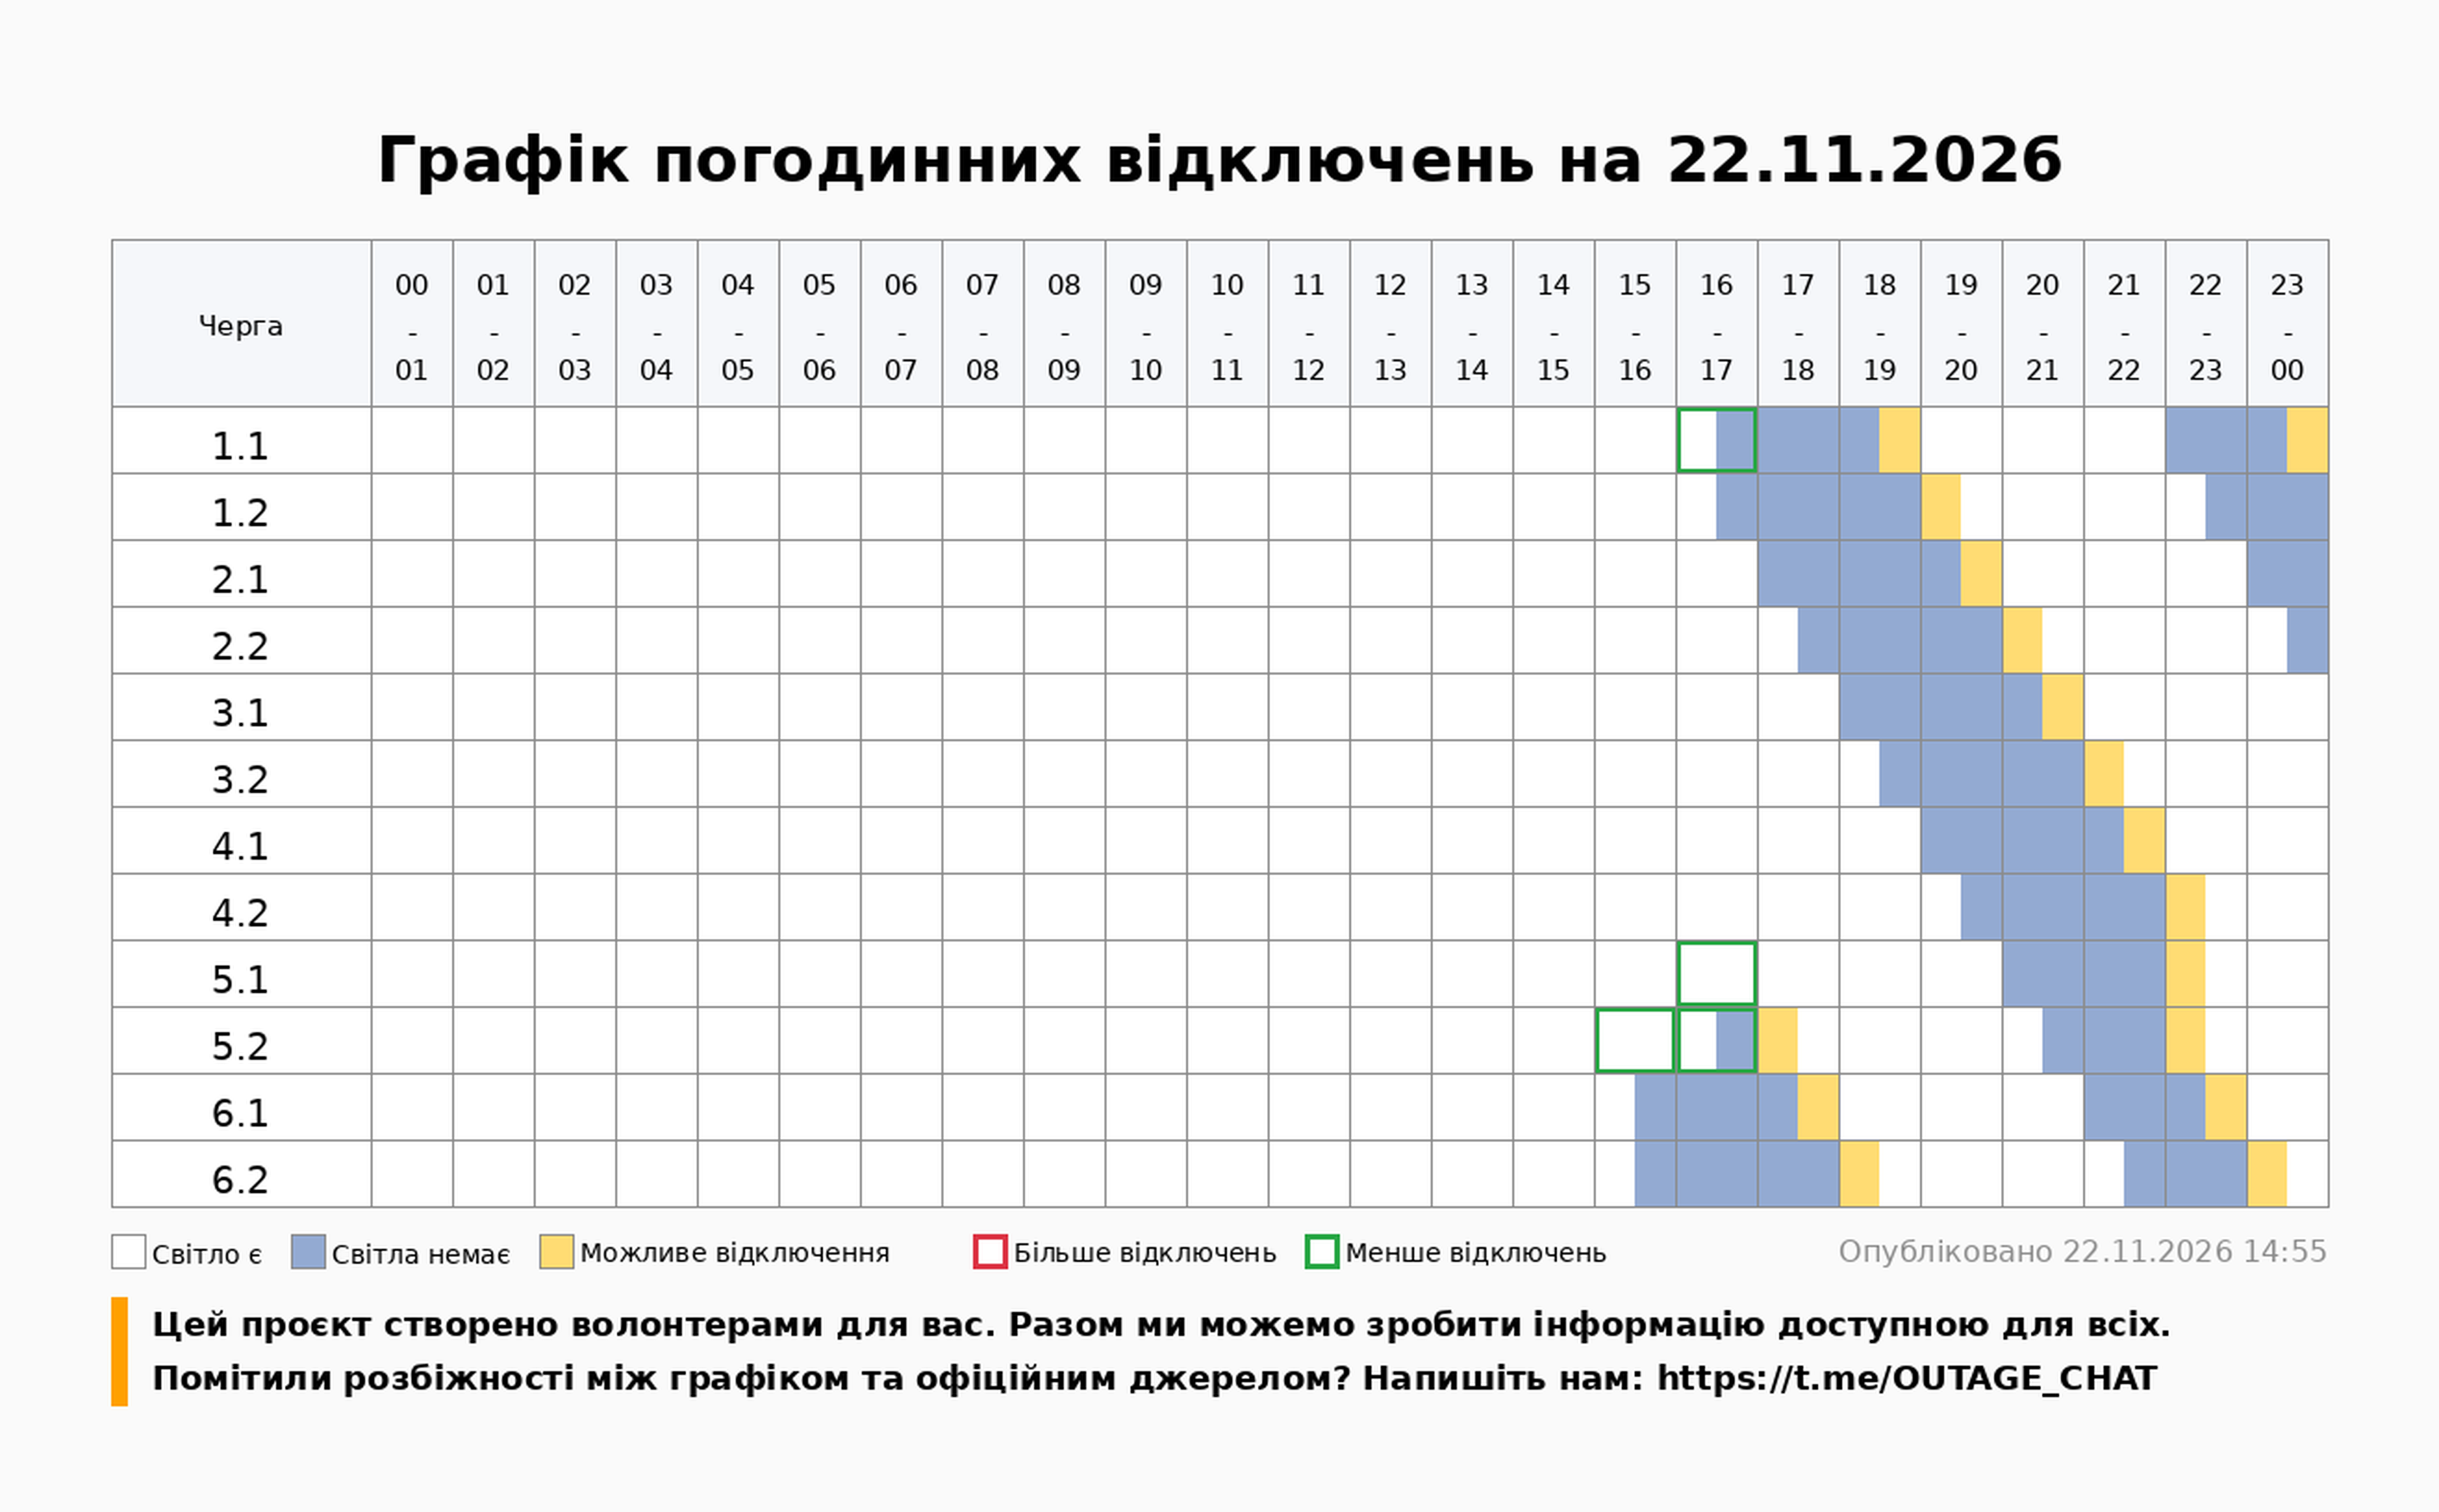 Графік погодинних відключень на 22.11.2026
Черга 00 - 01 01 - 02 02 - 03 03 - 04 04 - 05 05 - 06 06 - 07 07 - 08 08 - 09 09 - 10 10 - 11 11 - 12 12 - 13 13 - 14 14 - 15 15 - 16 16 - 17 17 - 18 18 - 19 19 - 20 20 - 21 21 - 22 22 - 23 23 - 00
1.1
1.2
2.1
2.2
3.1
3.2
4.1
4.2
5.1
5.2
6.1
6.2
Світло є Світла немає Можливе відключення Більше відключень Менше відключень Опубліковано 22.11.2026 14:55
Цей проєкт створено волонтерами для вас. Разом ми можемо зробити інформацію доступною для всіх.
Помітили розбіжності між графіком та офіційним джерелом? Напишіть нам: https://t.me/OUTAGE_CHAT